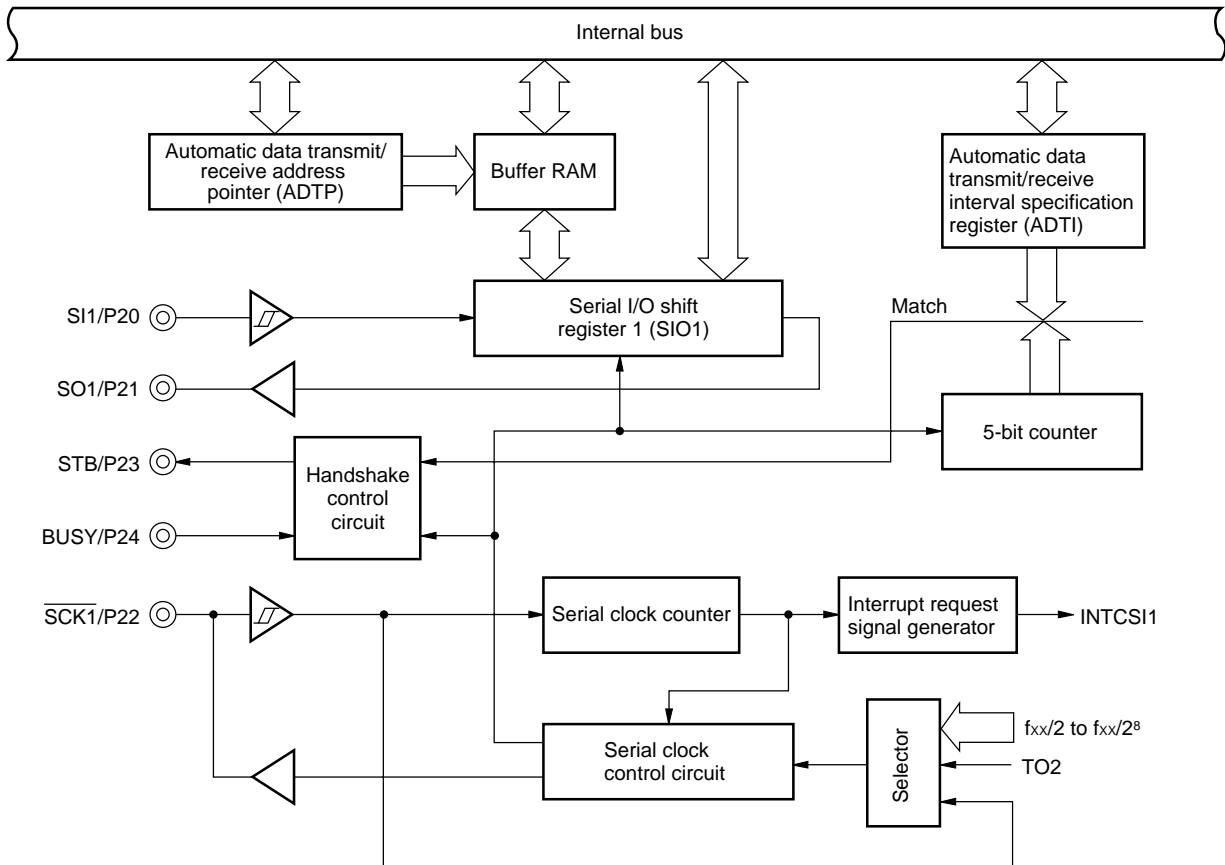 Internal bus
Automatic data transmit/
receive address
pointer (ADTP)
Buffer RAM
Automatic data
transmit/receive
interval specification
register (ADTI)
SI1/P20
Serial I/O shift
register 1 (SIO1)
Match
SO1/P21
5-bit counter
STB/P23
Handshake
control
circuit
BUSY/P24
SCK1/P22
Serial clock counter
Interrupt request
signal generator
INTCSI1
Serial clock
control circuit
Selector
fxx/2 to fxx/2⁸
TO2